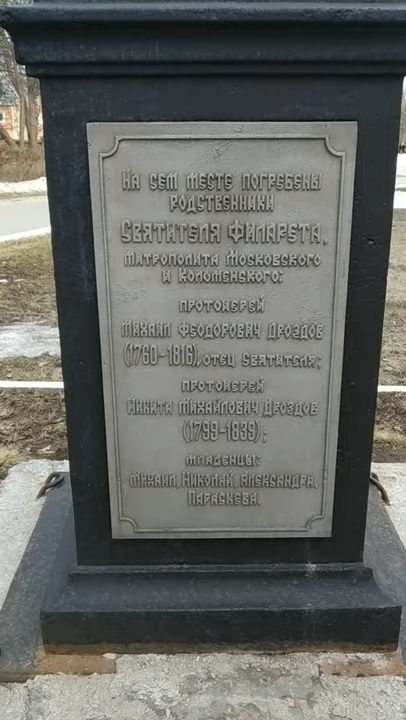 На сем месте погребены
родственники
Святителя Филарета,
Митрополита Московского
и Коломенского:
протоиерей
Михаил Феодорович Дроздов
(1760-1816), отец Святителя;
протоиерей
Никита Михайлович Дроздов
(1799-1839);
младенцы:
Михаил, Николай, Александра,
Параскева.